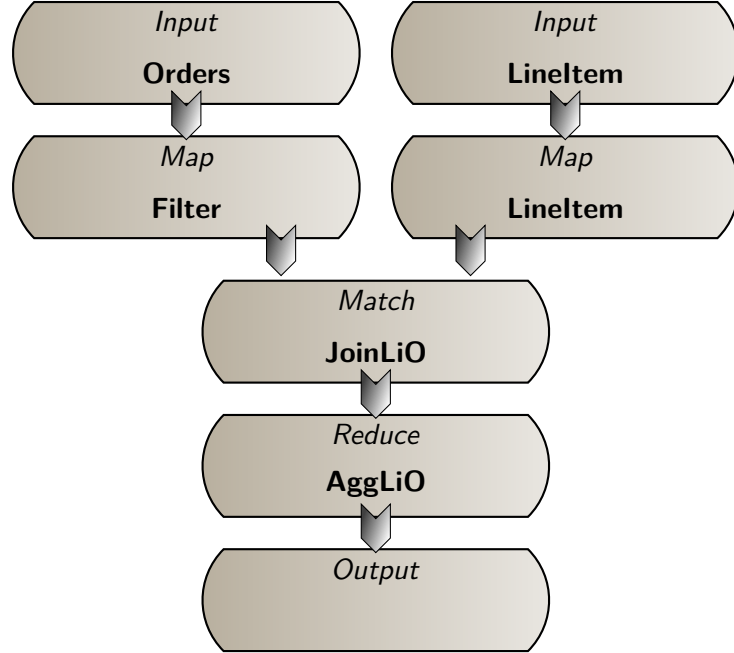 Input
Orders
Input
LineItem
Map
Filter
Map
LineItem
Match
JoinLiO
Reduce
AggLiO
Output